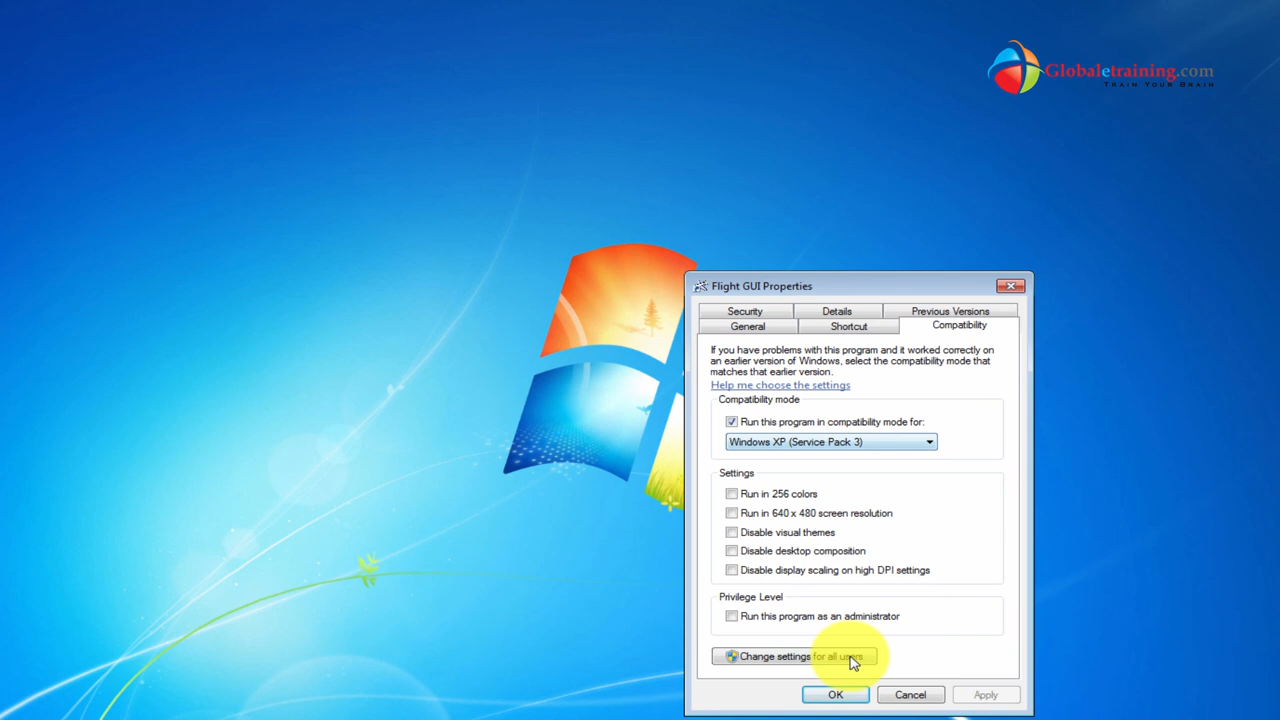 Globaletraining.com
TRAIN YOUR BRAIN
Flight GUI Properties
Security
Details
Previous Versions
General
Shortcut
Compatibility
If you have problems with this program and it worked correctly on
an earlier version of Windows, select the compatibility mode that
matches that earlier version.
Help me choose the settings
Compatibility mode
Run this program in compatibility mode for:
Windows XP (Service Pack 3)
Settings
Run in 256 colors
Run in 640 x 480 screen resolution
Disable visual themes
Disable desktop composition
Disable display scaling on high DPI settings
Privilege Level
Run this program as an administrator
Change settings for all users
OK
Cancel
Apply